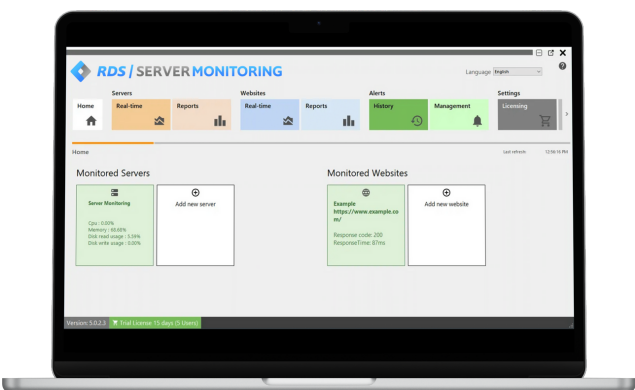 RDS / SERVER MONITORING
Language English
Servers Websites Alerts Settings
Home Real-time Reports Real-time Reports History Management Licensing
Home
Last refresh 12:56:16 PM
Monitored Servers Monitored Websites
Server Monitoring
Cpu : 0.00%
Memory : 60.60%
Disk read usage : 5.59%
Disk write usage : 0.00%
Add new server
Example
https://www.example.co
m/
Response code: 200
ResponseTime: 67ms
Add new website
Version: 5.0.2.3 Trial License 15 days (5 Users)